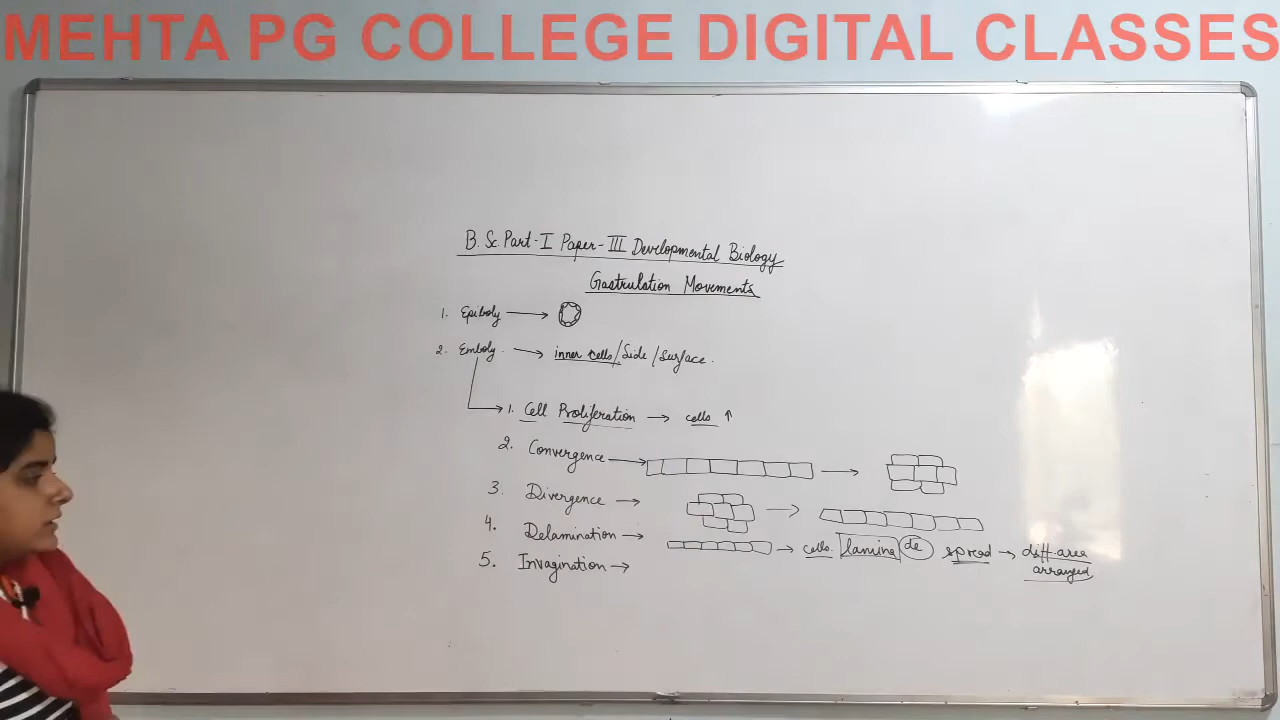 MEHTA PG COLLEGE DIGITAL CLASSES
B. Sc. Part-I Paper-III Developmental Biology
Gastrulation Movements
1. Epiboly →
2. Emboly → inner cells/Side/Surface.
1. Cell Proliferation → cells ↑
2. Convergence → →
3. Divergence → →
4. Delamination → → cells. lamina de spread → diff-area arranged
5. Invagination →